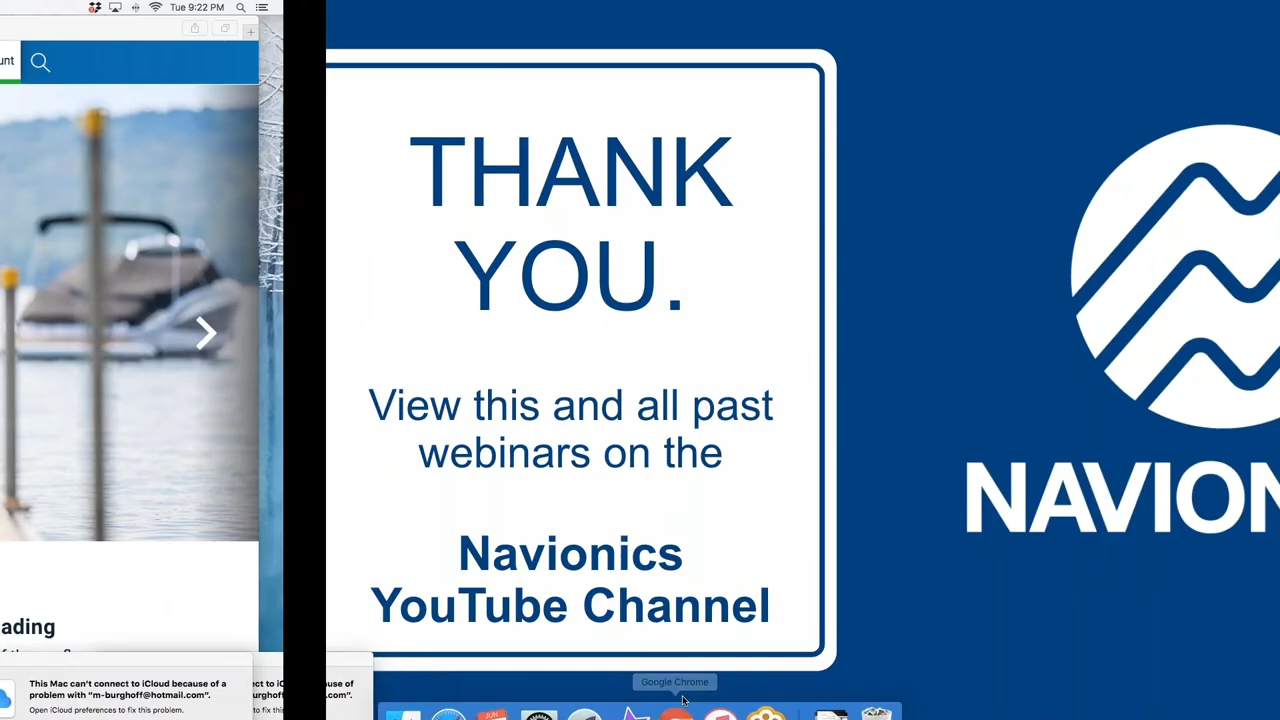 Tue 9:22 PM
unt
ading
This Mac can't connect to iCloud because of a
problem with "m-burghoff@hotmail.com".
Open iCloud preferences to fix this problem.
THANK
YOU.
View this and all past
webinars on the
Navionics
YouTube Channel
NAVION
Google Chrome
JUN